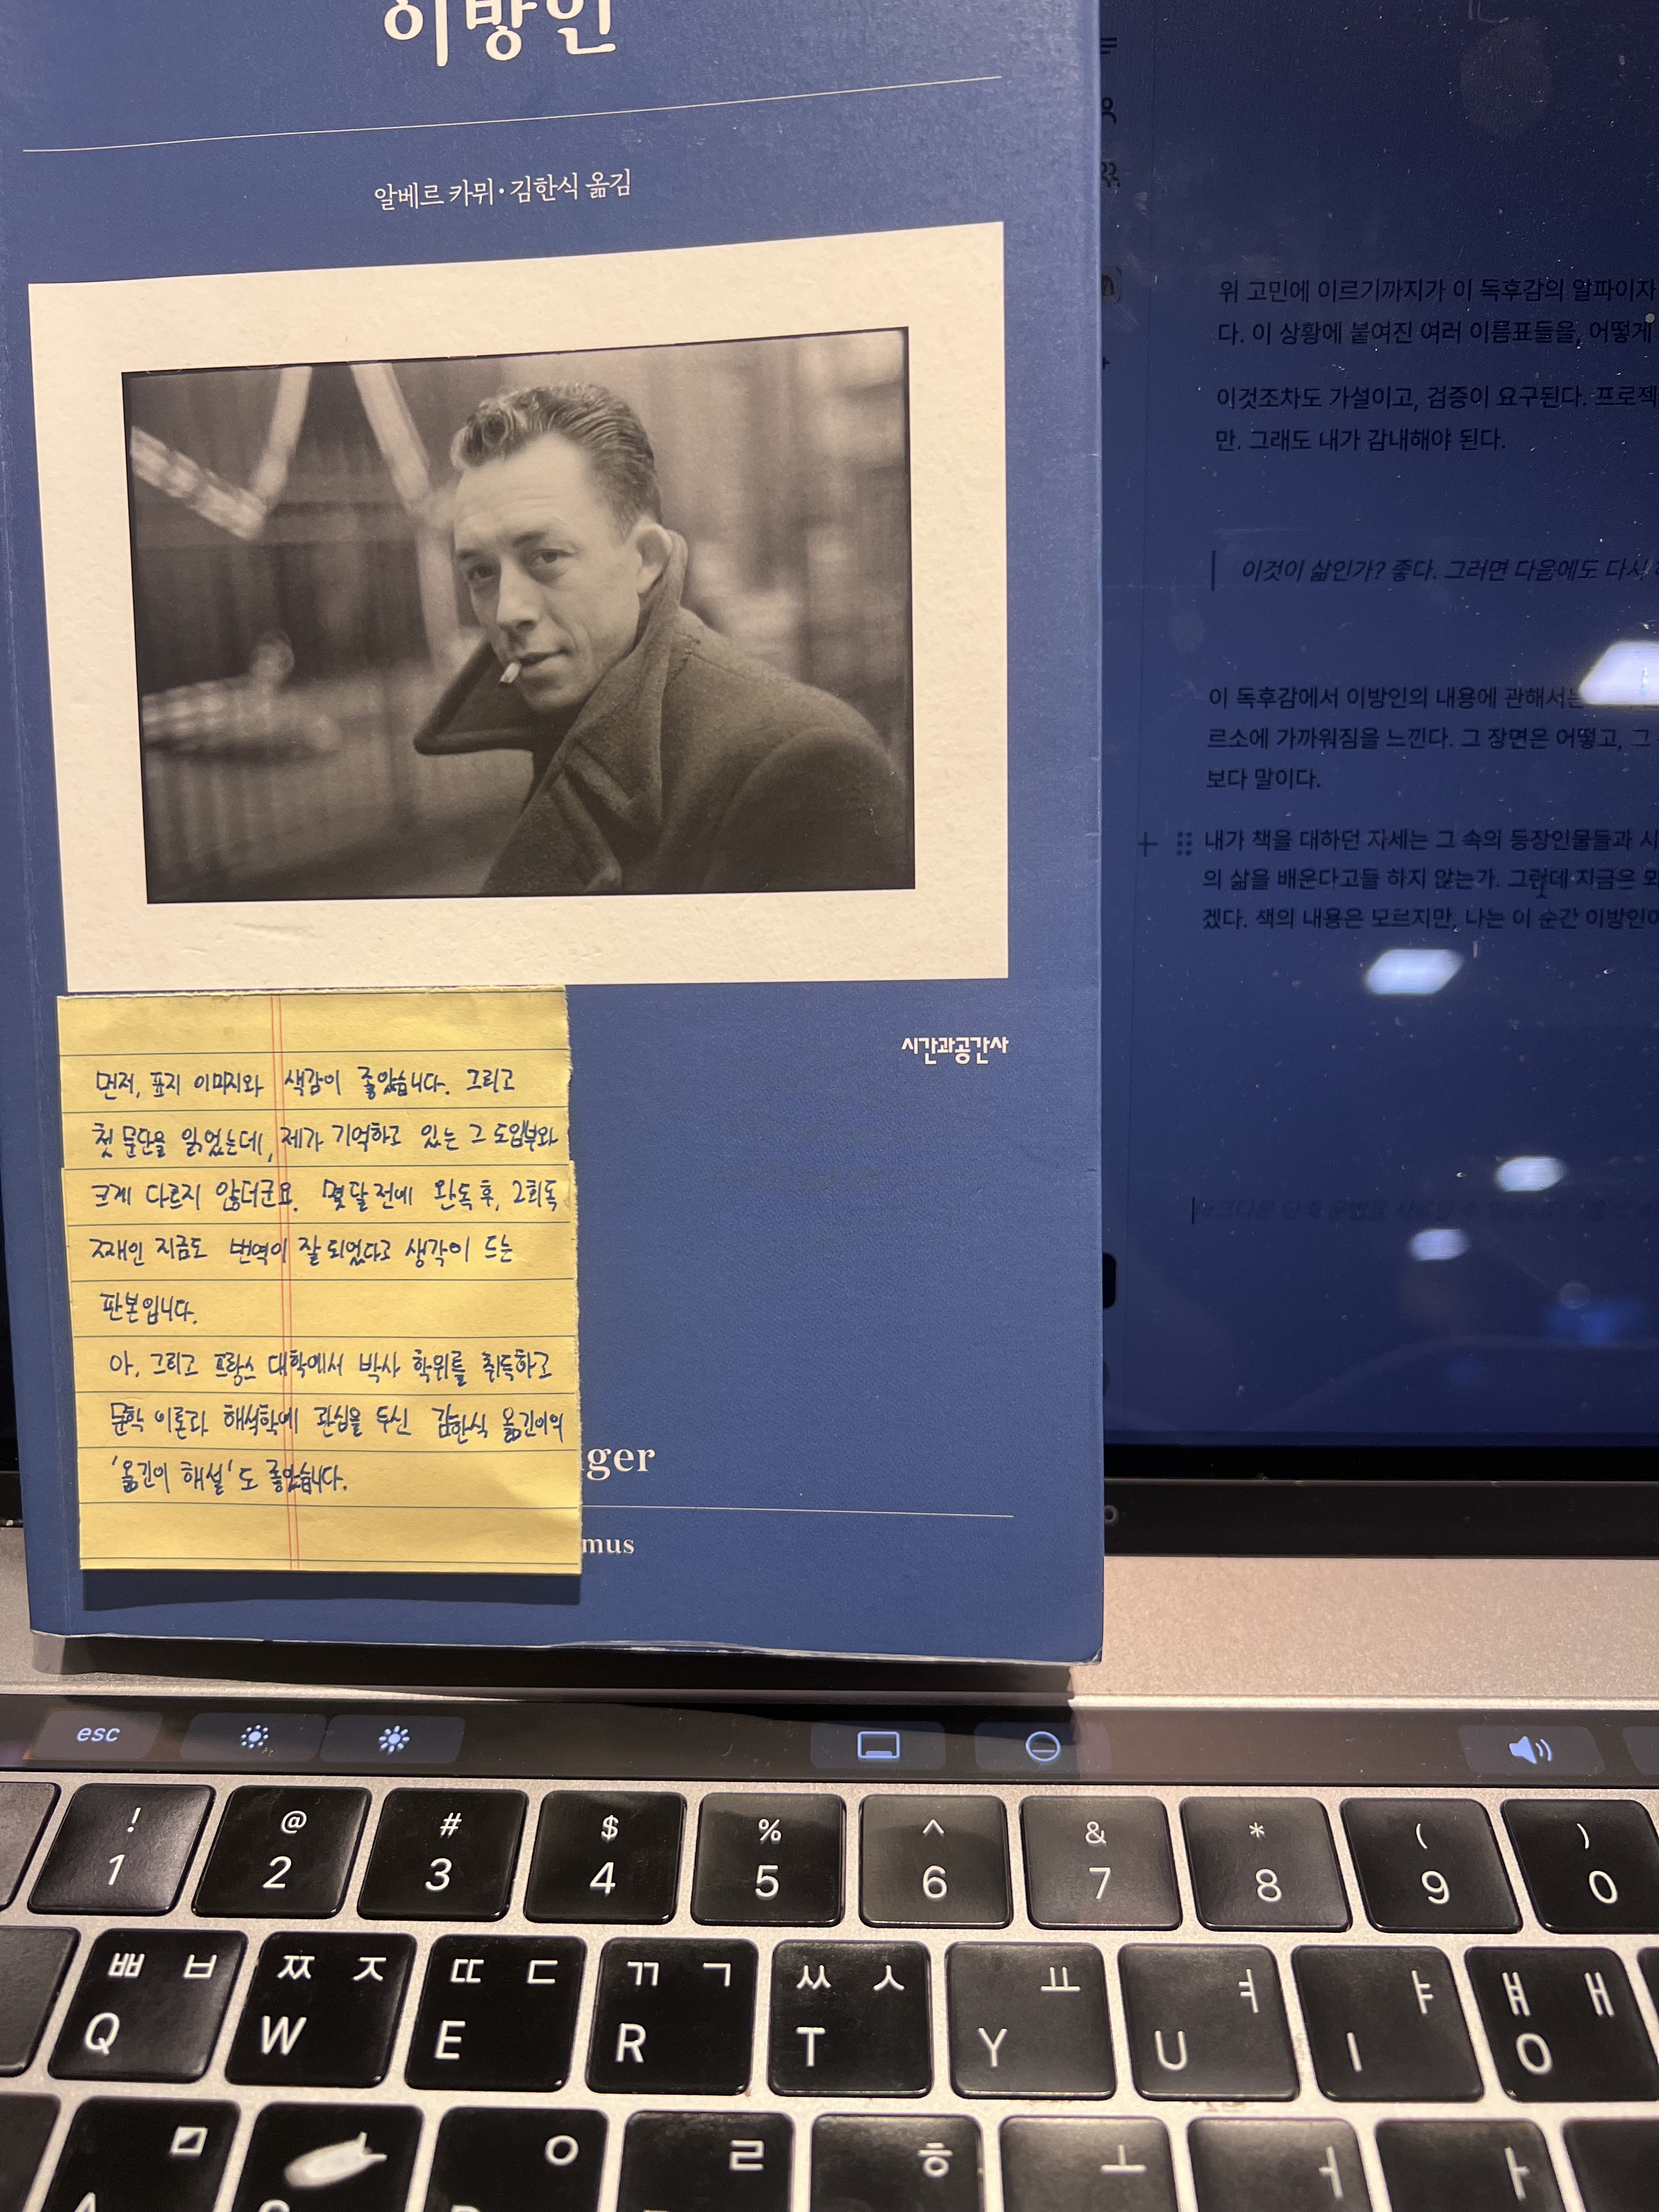 이방인
알베르 카뮈·김한식 옮김
시간과공간사
먼저, 표지 이미지와 색감이 좋았습니다. 그리고
첫 문단을 읽었는데, 제가 기억하고 있는 그 도입부와
크게 다르지 않더군요. 몇 달 전에 완독 후, 2회독
째인 지금도 번역이 잘 되었다고 생각이 드는
판본입니다.
아, 그리고 프랑스 대학에서 박사 학위를 취득하고
문학 이론과 해석학에 관심을 두신 김한식 옮긴이의
'옮긴이 해설'도 좋았습니다.
ger
mus
위 고민에 이르기까지가 이 독후감의 알파이자
다. 이 상황에 붙여진 여러 이름표들을, 어떻게
이것조차도 가설이고, 검증이 요구된다. 프로젝
만. 그래도 내가 감내해야 된다.
이것이 삶인가? 좋다. 그러면 다음에도 다시
이 독후감에서 이방인의 내용에 관해서는
르소에 가까워짐을 느낀다. 그 장면은 어떻고, 그
보다 말이다.
내가 책을 대하던 자세는 그 속의 등장인물들과
의 삶을 배운다고들 하지 않는가. 그런데 지금은
겠다. 책의 내용은 모르지만, 나는 이 순간 이방인
esc
! @ # $ % ^ & * ( )
1 2 3 4 5 6 7 8 9 0
ㅃ ㅂ ㅉ ㅈ ㄸ ㄷ ㄲ ㄱ ㅆ ㅅ ㅛ ㅕ ㅑ ㅒ ㅐ
Q W E R T Y U I O
ㅇ ㄹ ㅎ ㅗ ㅓ ㅏ